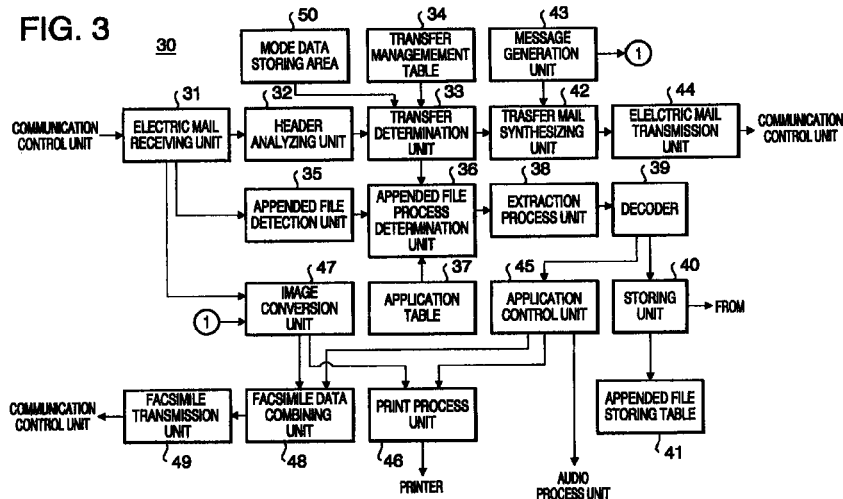 FIG. 3
30
50
MODE DATA
STORING AREA
34
TRANSFER
MANAGEMEMENT
TABLE
43
MESSAGE
GENERATION
UNIT
1
COMMUNICATION
CONTROL UNIT
31
ELECTRIC MAIL
RECEIVING UNIT
32
HEADER
ANALYZING UNIT
33
TRANSFER
DETERMINATION
UNIT
42
TRASFER MAIL
SYNTHESIZING
UNIT
44
ELELCTRIC MAIL
TRANSMISSION
UNIT
COMMUNICATION
CONTROL UNIT
35
APPENDED FILE
DETECTION UNIT
36
APPENDED FILE
PROCESS
DETERMINATION
UNIT
38
EXTRACTION
PROCESS UNIT
39
DECODER
47
IMAGE
CONVERSION
UNIT
1
37
APPLICATION
TABLE
45
APPLICATION
CONTROL UNIT
40
STORING
UNIT
FROM
COMMUNICATION
CONTROL UNIT
FACSIMILE
TRANSMISSION
UNIT
49
FACSIMILE DATA
COMBINING
UNIT
48
PRINT PROCESS
UNIT
46
PRINTER
AUDIO
PROCESS UNIT
APPENDED FILE
STORING TABLE
41